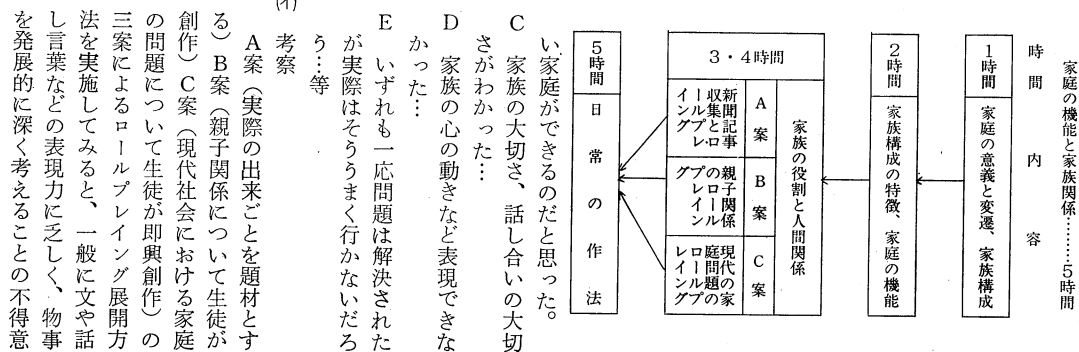 家庭の機能と家族関係………5時間
時間 内容
1時間 家庭の意義と変遷、家族構成
2時間 家族構成の特徴、家庭の機能
3・4時間 家族の役割と人間関係
A案
新聞記事
収集とロ
ールプレ
イング
B案
親子関係
のロール
プレイン
グ
C案
現代の家
庭問題の
ロールプ
レイング
5時間 日常の作法
い家庭ができるのだと思った。
C 家族の大切さ、話し合いの大切
さがわかった…
D 家族の心の動きなど表現できな
かった…
E いずれも一応問題は解決された
が実際はそううまく行かないだろ
う…等
(イ) 考察
A案（実際の出来ごとを題材とす
る）B案（親子関係について生徒が
創作）C案（現代社会における家庭
の問題について生徒が即興創作）の
三案によるロールプレイング展開方
法を実施してみると、一般に文や話
し言葉などの表現力に乏しく、物事
を発展的に深く考えることの不得意